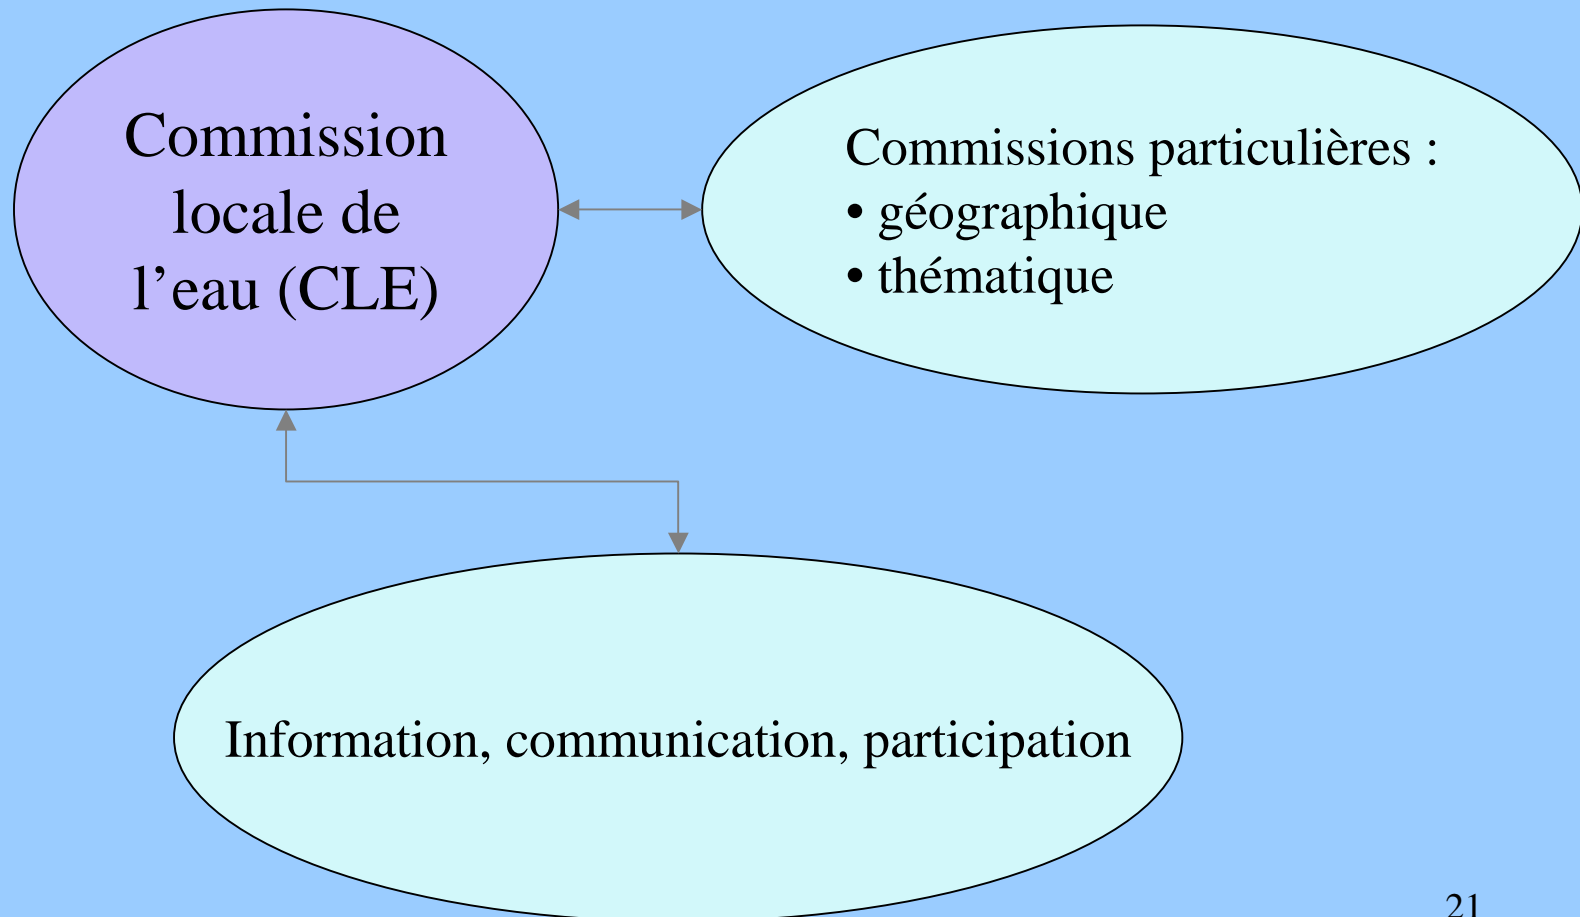 Commission
locale de
l’eau (CLE)
Commissions particulières :
• géographique
• thématique
Information, communication, participation
21